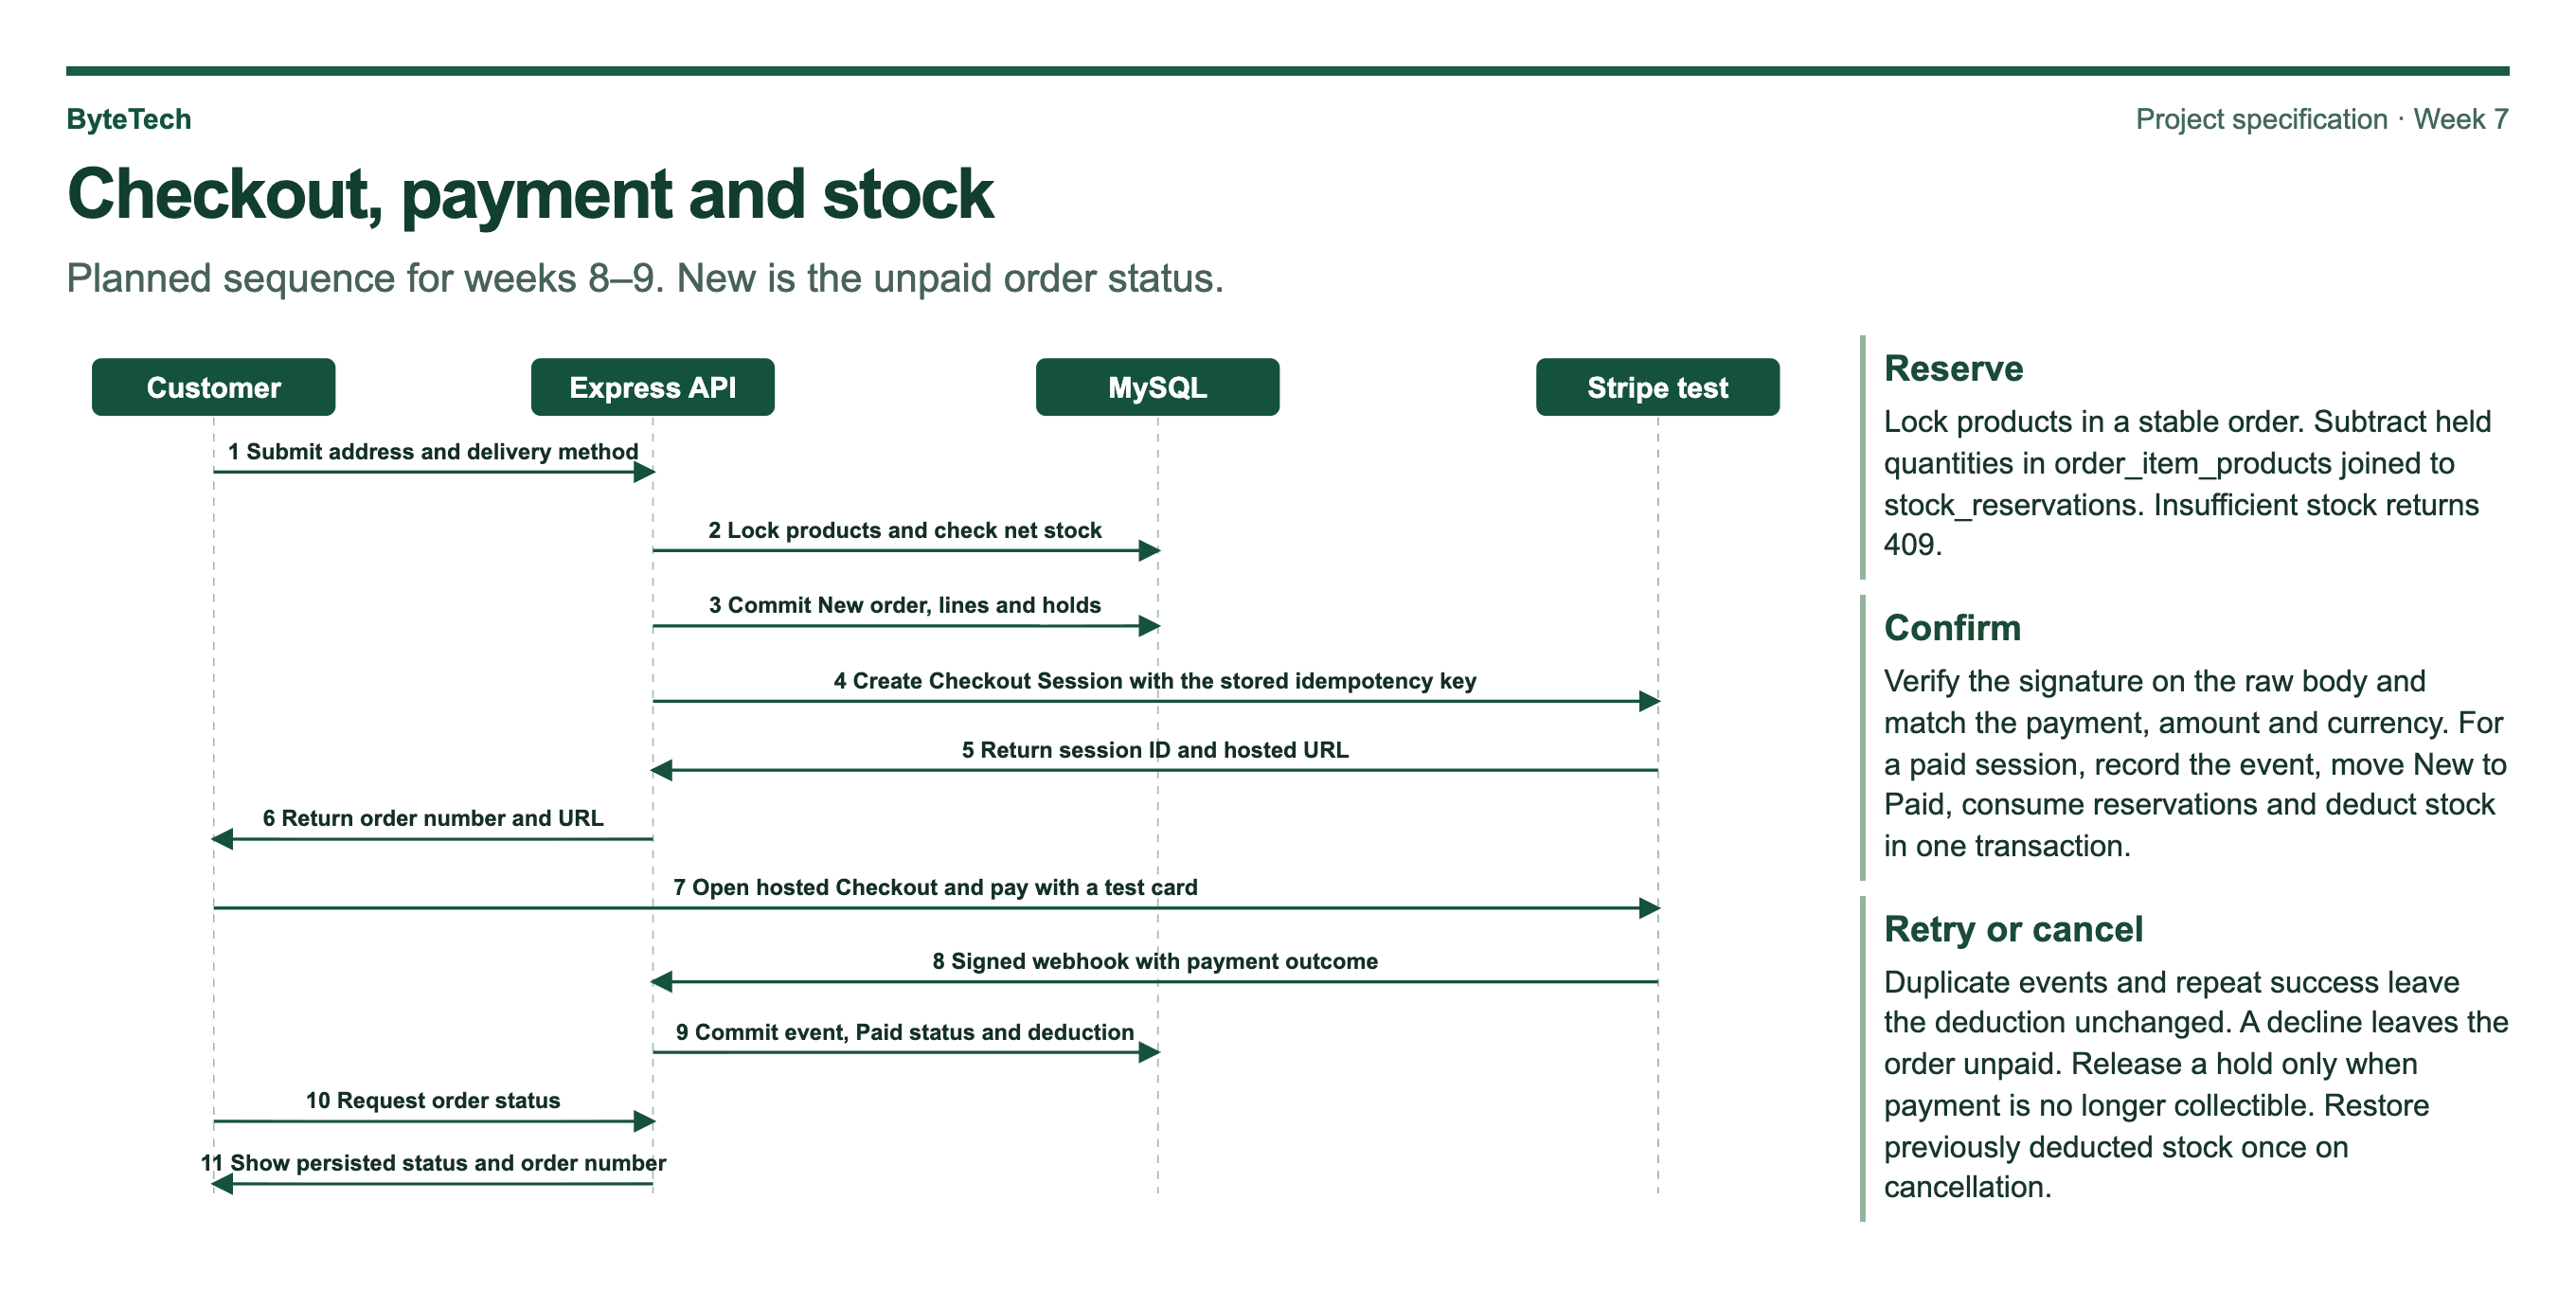 ByteTech
Project specification · Week 7
Checkout, payment and stock
Planned sequence for weeks 8–9. New is the unpaid order status.
Customer
Express API
MySQL
Stripe test
1 Submit address and delivery method
2 Lock products and check net stock
3 Commit New order, lines and holds
4 Create Checkout Session with the stored idempotency key
5 Return session ID and hosted URL
6 Return order number and URL
7 Open hosted Checkout and pay with a test card
8 Signed webhook with payment outcome
9 Commit event, Paid status and deduction
10 Request order status
11 Show persisted status and order number
Reserve
Lock products in a stable order. Subtract held
quantities in order_item_products joined to
stock_reservations. Insufficient stock returns
409.
Confirm
Verify the signature on the raw body and
match the payment, amount and currency. For
a paid session, record the event, move New to
Paid, consume reservations and deduct stock
in one transaction.
Retry or cancel
Duplicate events and repeat success leave
the deduction unchanged. A decline leaves the
order unpaid. Release a hold only when
payment is no longer collectible. Restore
previously deducted stock once on
cancellation.